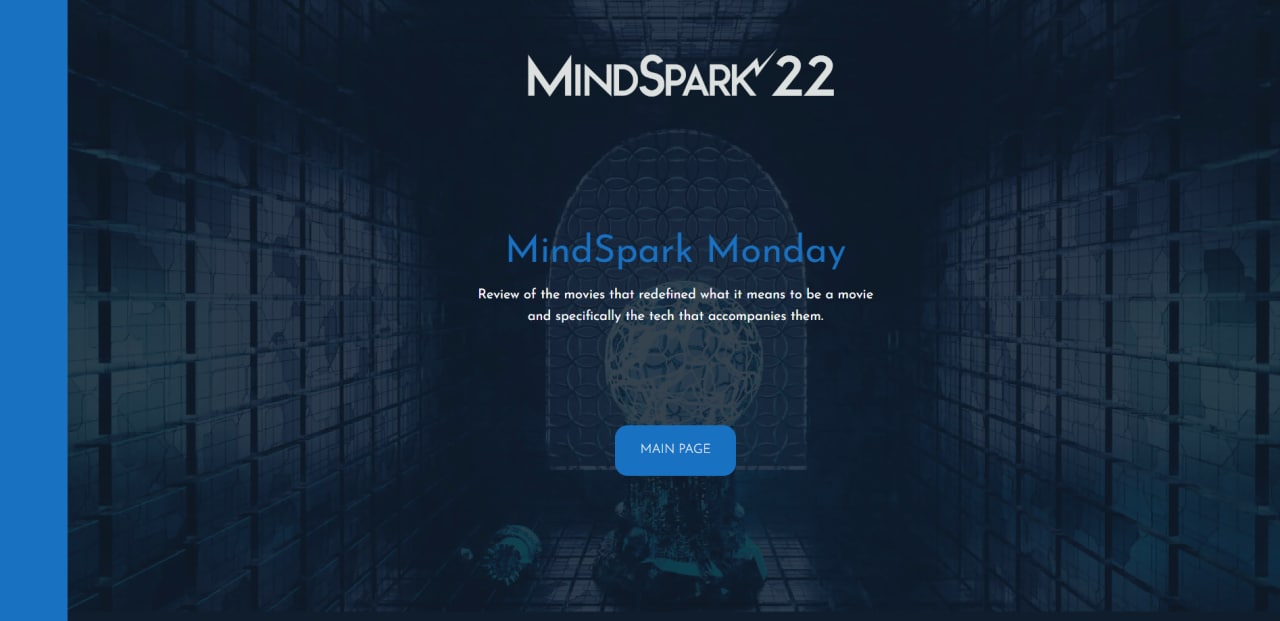 MINDSPARK'22
MindSpark Monday
Review of the movies that redefined what it means to be a movie
and specifically the tech that accompanies them.
MAIN PAGE